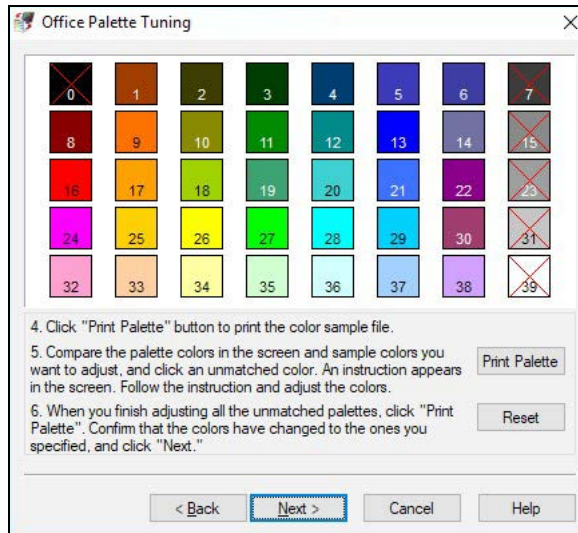 Office Palette Tuning
0 1 2 3 4 5 6 7
8 9 10 11 12 13 14 15
16 17 18 19 20 21 22 23
24 25 26 27 28 29 30 31
32 33 34 35 36 37 38 39
4. Click "Print Palette" button to print the color sample file.
5. Compare the palette colors in the screen and sample colors you
want to adjust, and click an unmatched color. An instruction appears
in the screen. Follow the instruction and adjust the colors.
Print Palette
6. When you finish adjusting all the unmatched palettes, click "Print
Palette". Confirm that the colors have changed to the ones you
specified, and click "Next."
Reset
< Back Next > Cancel Help